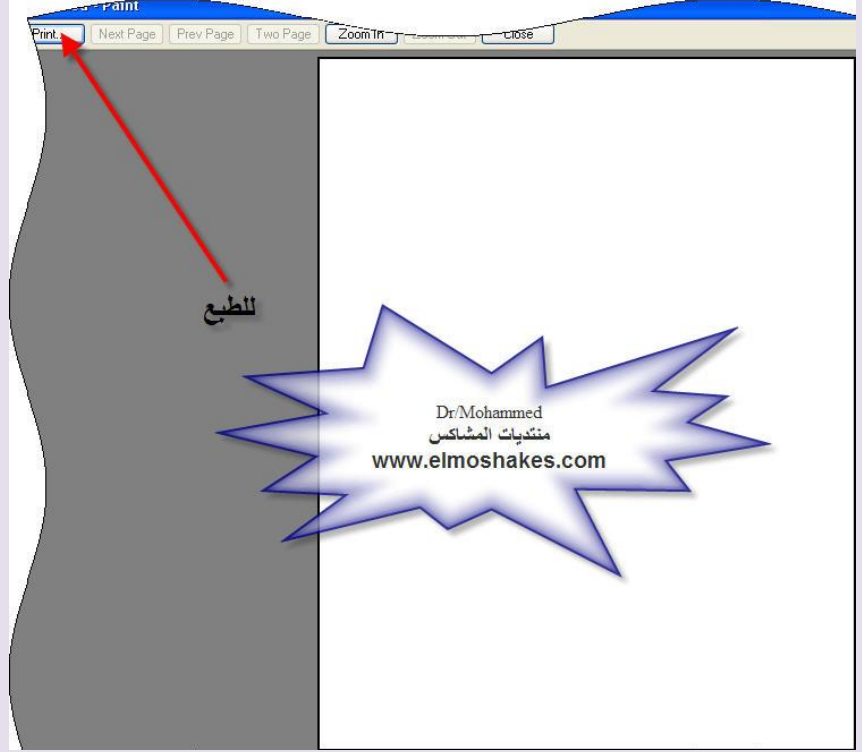 - Paint
Print...
Next Page
Prev Page
Two Page
Zoom In
Close
للطبع
Dr/Mohammed
منتديات المشاكس
www.elmoshakes.com